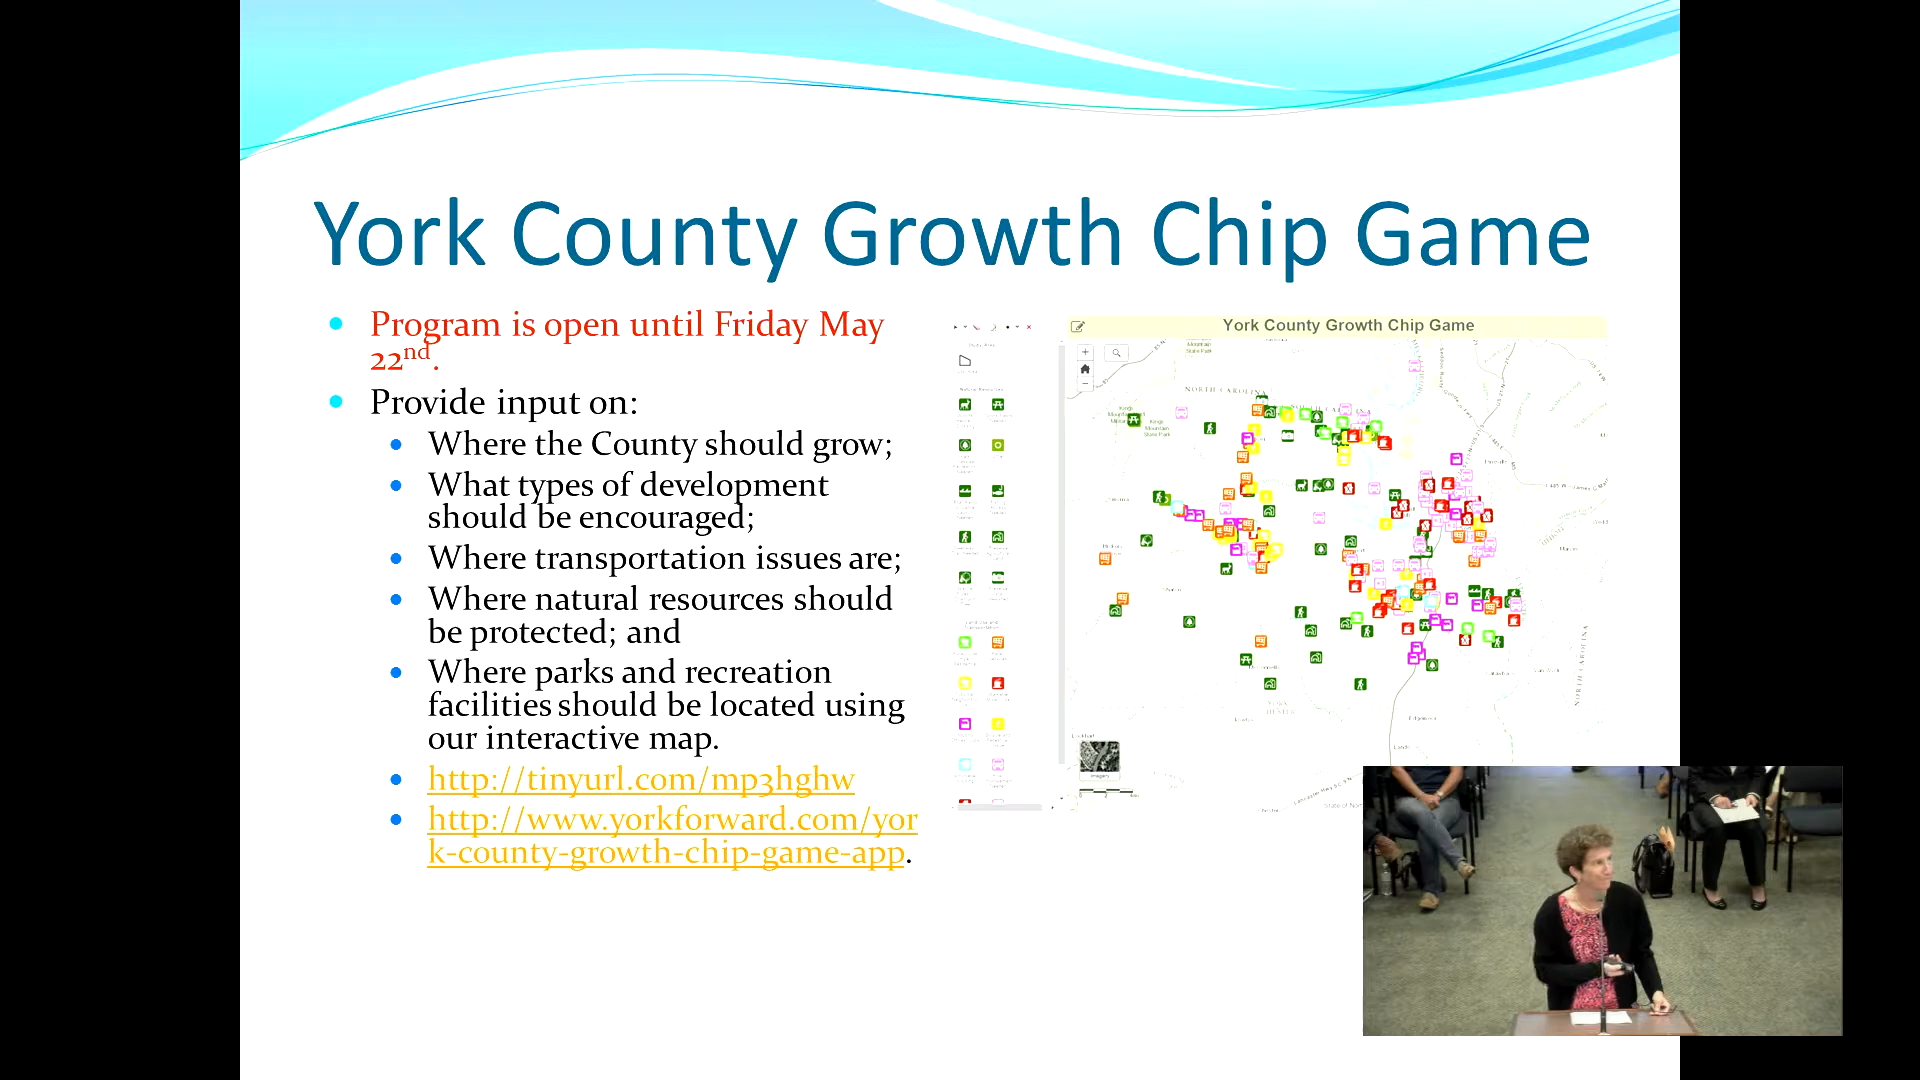 York County Growth Chip Game
Program is open until Friday May
22nd.
Provide input on:
Where the County should grow;
What types of development
should be encouraged;
Where transportation issues are;
Where natural resources should
be protected; and
Where parks and recreation
facilities should be located using
our interactive map.
http://tinyurl.com/mp3hghw
http://www.yorkforward.com/yor
k-county-growth-chip-game-app.
York County Growth Chip Game
NORTH CAROLINA
NORTH CAROLINA